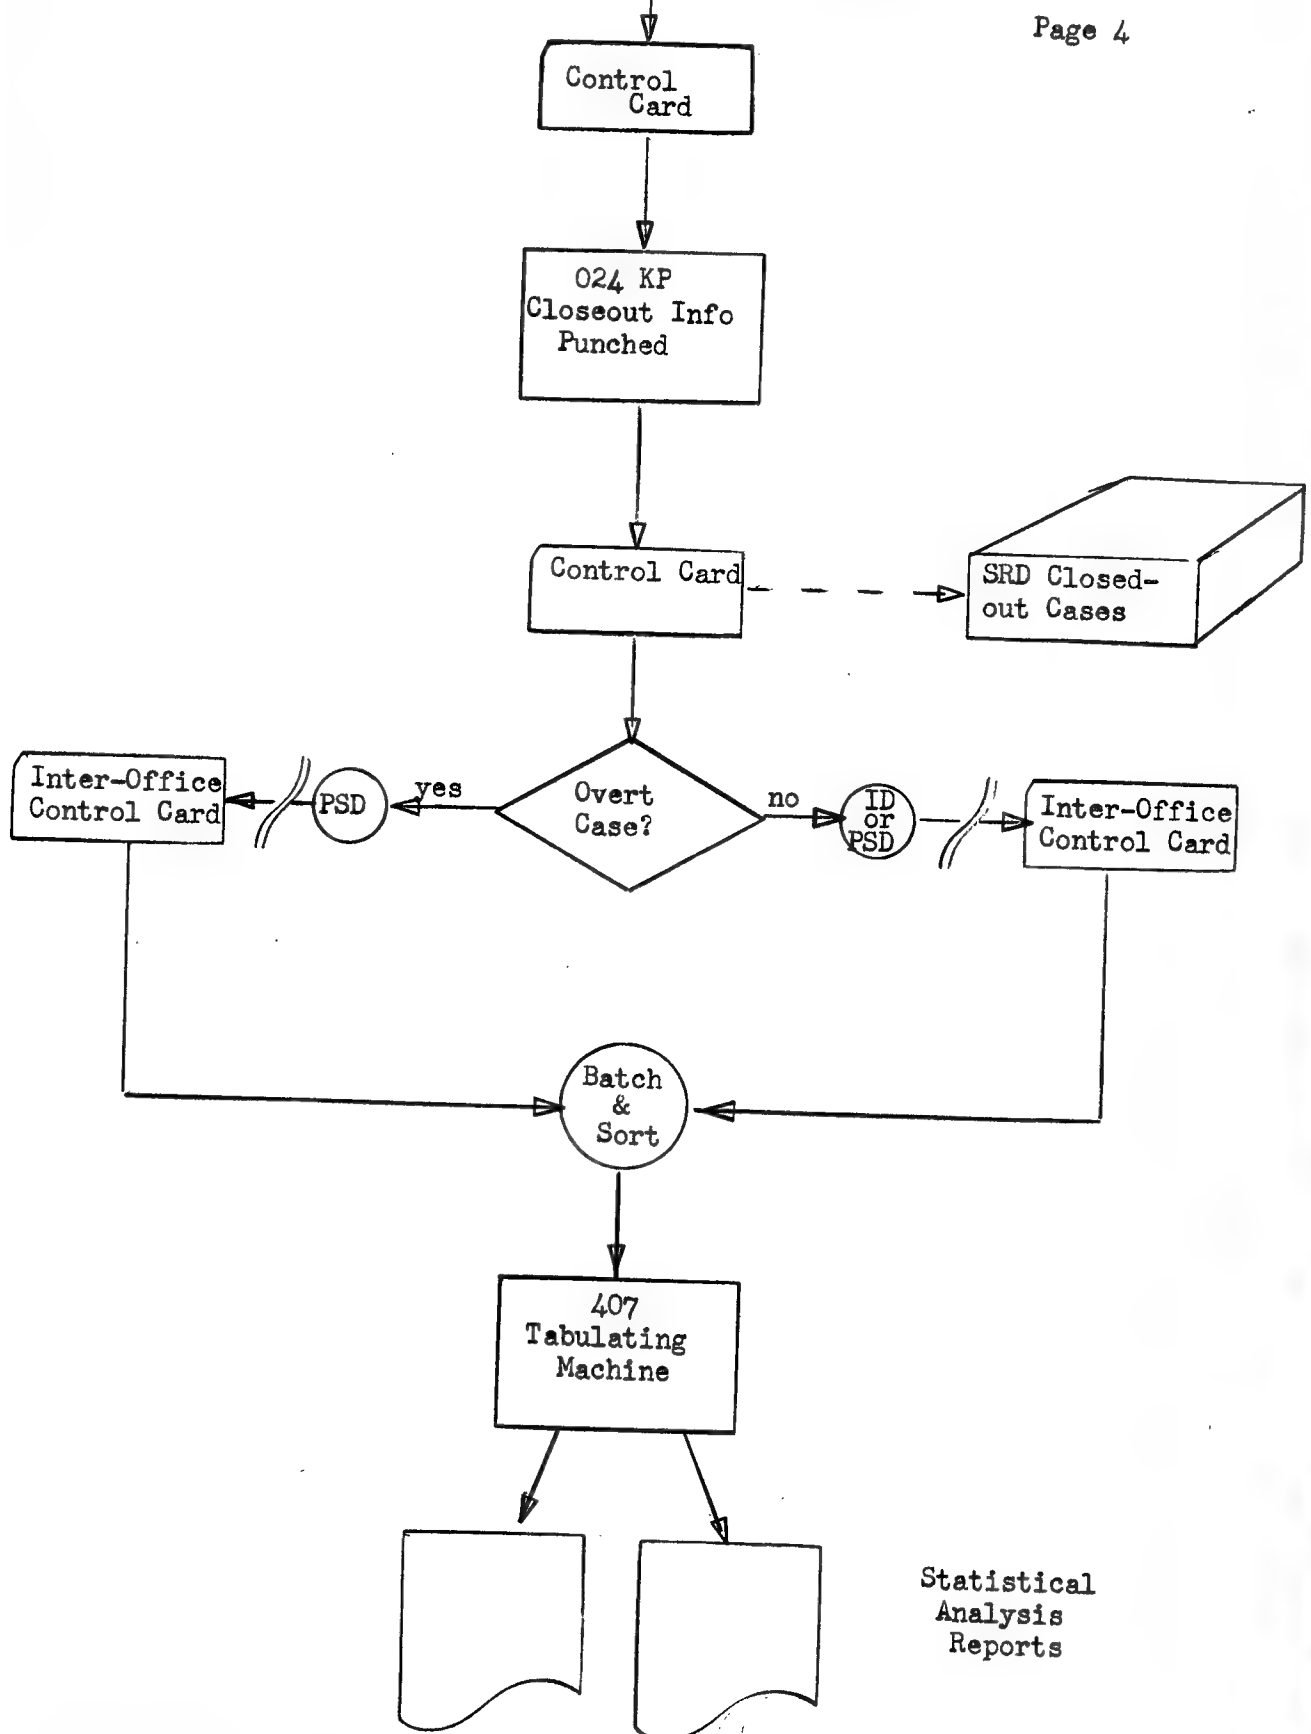 Page 4
Control
Card
024 KP
Closeout Info
Punched
Control Card
SRD Closed-
out Cases
Inter-Office
Control Card
PSD
yes
Overt
Case?
no
ID
or
PSD
Inter-Office
Control Card
Batch
&
Sort
407
Tabulating
Machine
Statistical
Analysis
Reports